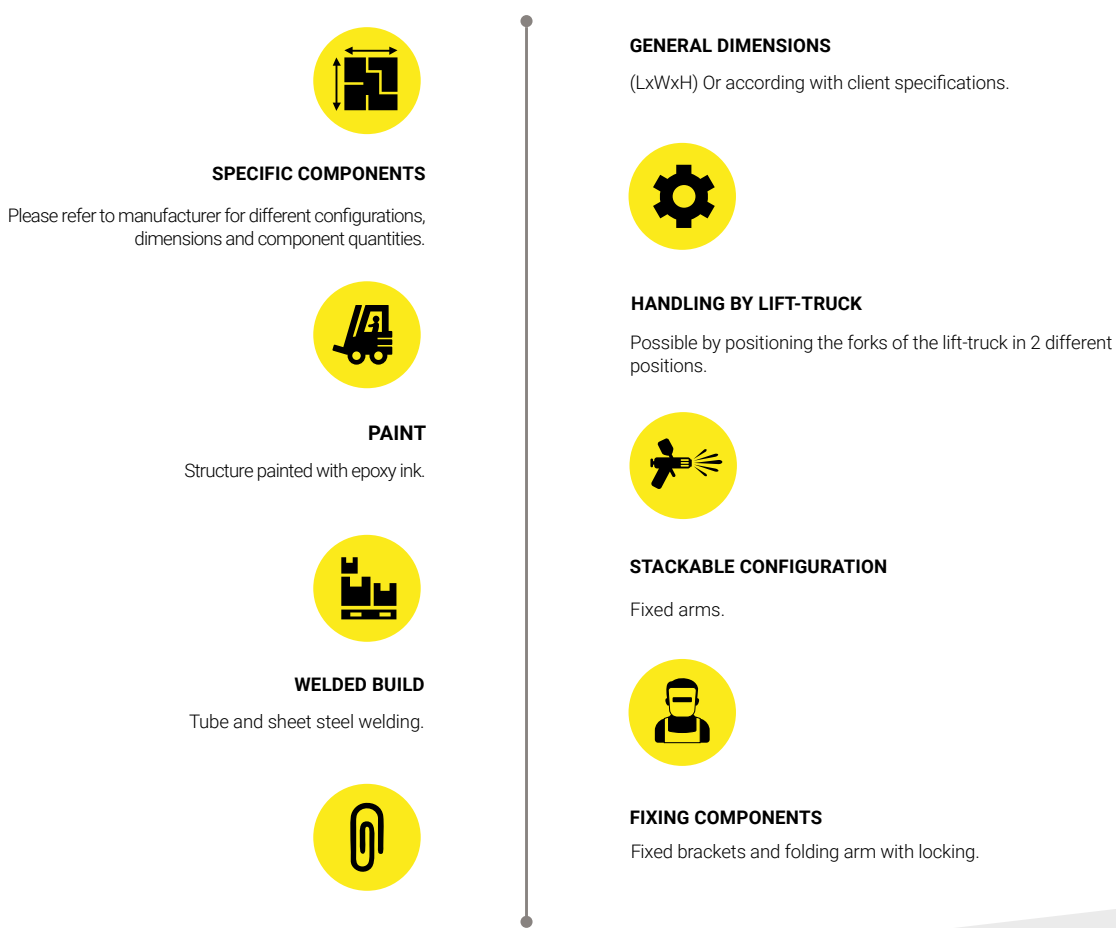 GENERAL DIMENSIONS
(LxWxH) Or according with client specifications.
SPECIFIC COMPONENTS
Please refer to manufacturer for different configurations,
dimensions and component quantities.
HANDLING BY LIFT-TRUCK
Possible by positioning the forks of the lift-truck in 2 different
positions.
PAINT
Structure painted with epoxy ink.
STACKABLE CONFIGURATION
Fixed arms.
WELDED BUILD
Tube and sheet steel welding.
FIXING COMPONENTS
Fixed brackets and folding arm with locking.